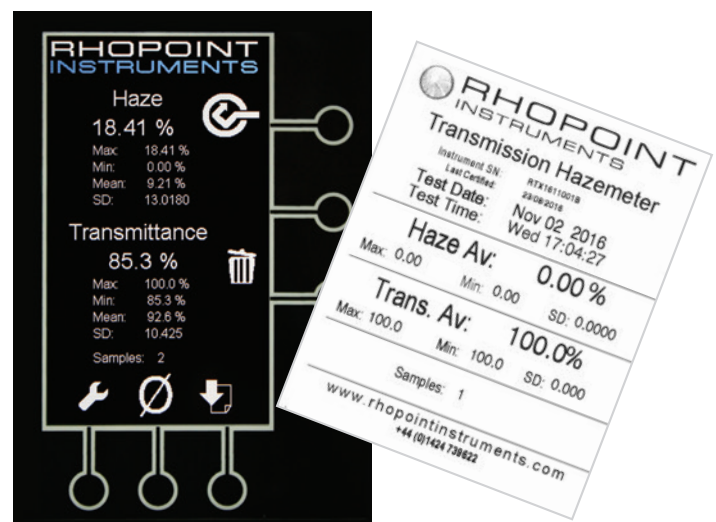 RHOPOINT
INSTRUMENTS
Haze
18.41 %
Max: 18.41 %
Min: 0.00 %
Mean: 9.21 %
SD: 13.0180
Transmittance
85.3 %
Max: 100.0 %
Min: 85.3 %
Mean: 92.6 %
SD: 10.425
Samples: 2
RHOPOINT
INSTRUMENTS
Transmission Hazemeter
Instrument SN: RTX1611001B
Last Certified: 23/08/2016
Test Date: Nov 02 2016
Test Time: Wed 17:04:27
Haze Av: 0.00 %
Max: 0.00 Min: 0.00 SD: 0.0000
Trans. Av: 100.0%
Max: 100.0 Min: 100.0 SD: 0.000
Samples: 1
www.rhopointinstruments.com
+44 (0)1424 739622